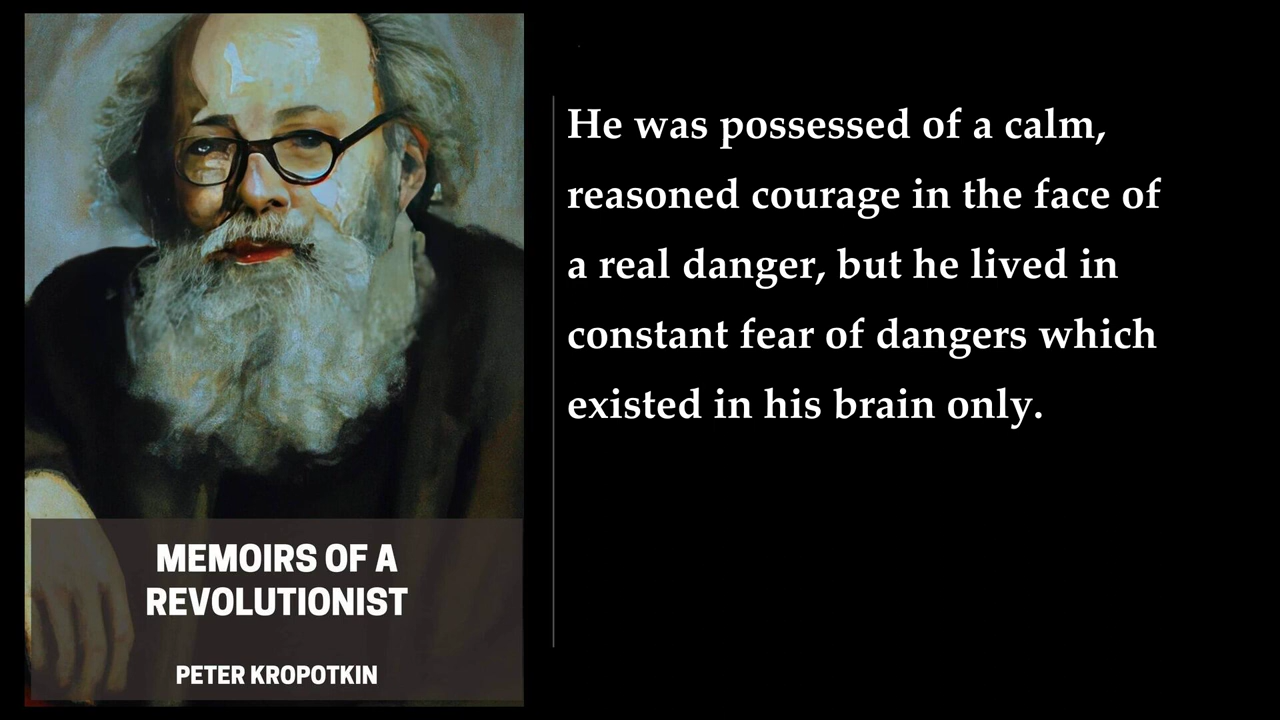 He was possessed of a calm,
reasoned courage in the face of
a real danger, but he lived in
constant fear of dangers which
existed in his brain only.
MEMOIRS OF A
REVOLUTIONIST
PETER KROPOTKIN